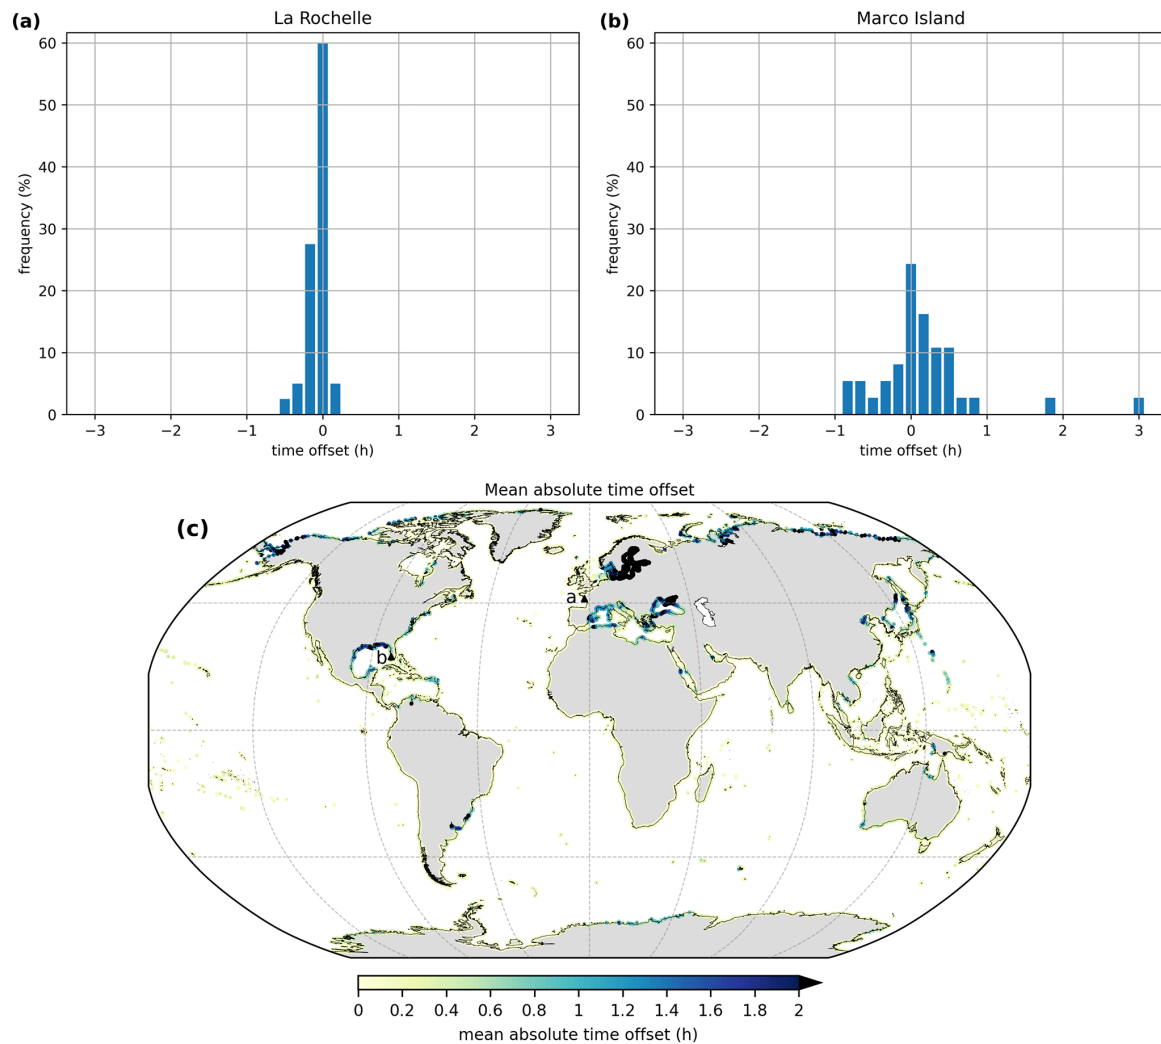 (a)
La Rochelle
60
50
40
30
20
10
0
frequency (%)
−3 −2 −1 0 1 2 3
time offset (h)
(b)
Marco Island
60
50
40
30
20
10
0
frequency (%)
−3 −2 −1 0 1 2 3
time offset (h)
Mean absolute time offset
(c)
a
b
0 0.2 0.4 0.6 0.8 1 1.2 1.4 1.6 1.8 2
mean absolute time offset (h)